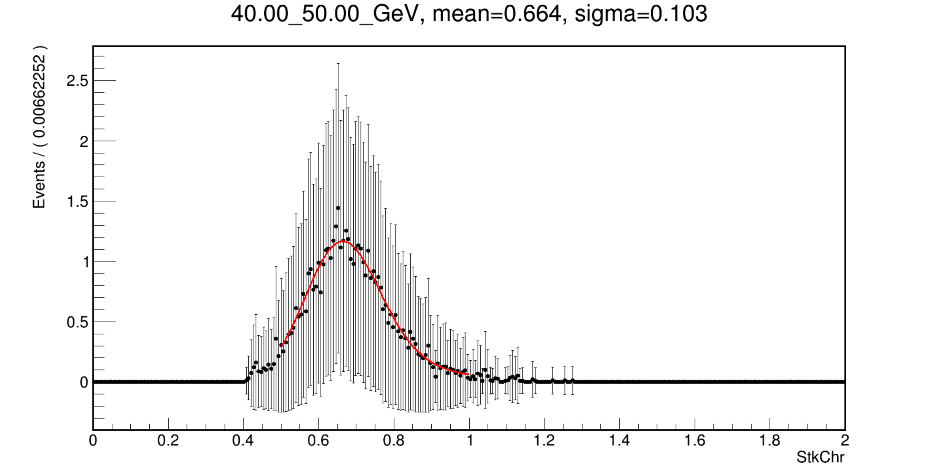 40.00_50.00_GeV, mean=0.664, sigma=0.103
Events / ( 0.00662252 )
2.5
2
1.5
1
0.5
0
0 0.2 0.4 0.6 0.8 1 1.2 1.4 1.6 1.8 2
StkChr